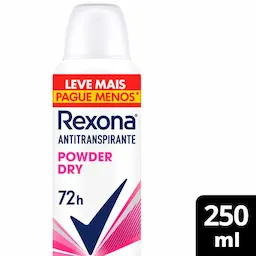 LEVE MAIS
PAGUE MENOS*
Rexona
ANTITRANSPIRANTE
POWDER
DRY
72h
250
ml